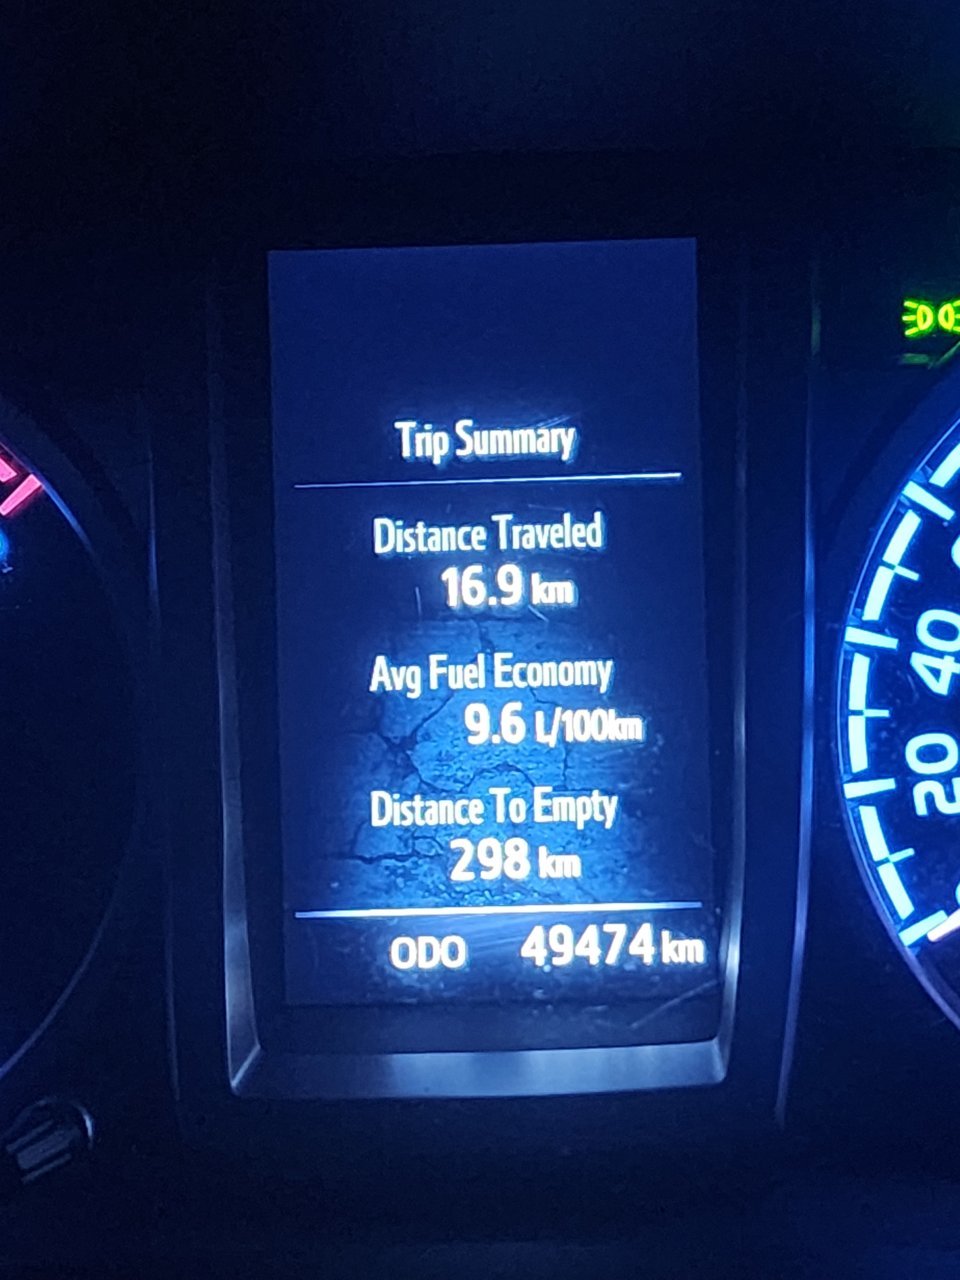 Trip Summary
Distance Traveled
16.9 km
Avg Fuel Economy
9.6 L/100km
Distance To Empty
298 km
ODO 49474 km
40
20